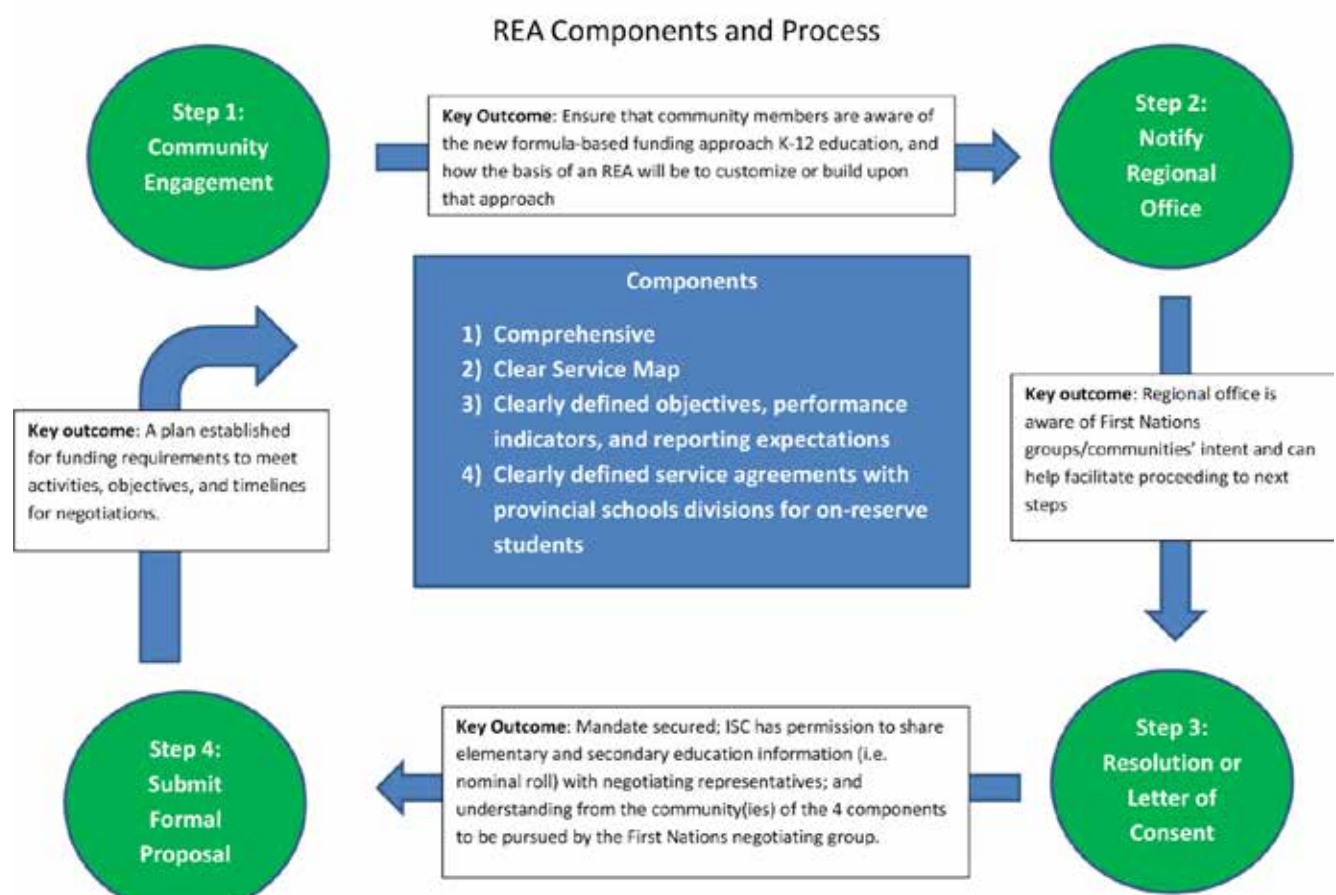 REA Components and Process
Step 1:
Community
Engagement
Key Outcome: Ensure that community members are aware of
the new formula-based funding approach K-12 education, and
how the basis of an REA will be to customize or build upon
that approach
Step 2:
Notify
Regional
Office
Components
1) Comprehensive
2) Clear Service Map
3) Clearly defined objectives, performance
indicators, and reporting expectations
4) Clearly defined service agreements with
provincial schools divisions for on-reserve
students
Key outcome: Regional office is
aware of First Nations
groups/communities' intent and can
help facilitate proceeding to next
steps
Step 3:
Resolution or
Letter of
Consent
Key Outcome: Mandate secured; ISC has permission to share
elementary and secondary education information (i.e.
nominal roll) with negotiating representatives; and
understanding from the community(ies) of the 4 components
to be pursued by the First Nations negotiating group.
Step 4:
Submit
Formal
Proposal
Key outcome: A plan established
for funding requirements to meet
activities, objectives, and timelines
for negotiations.